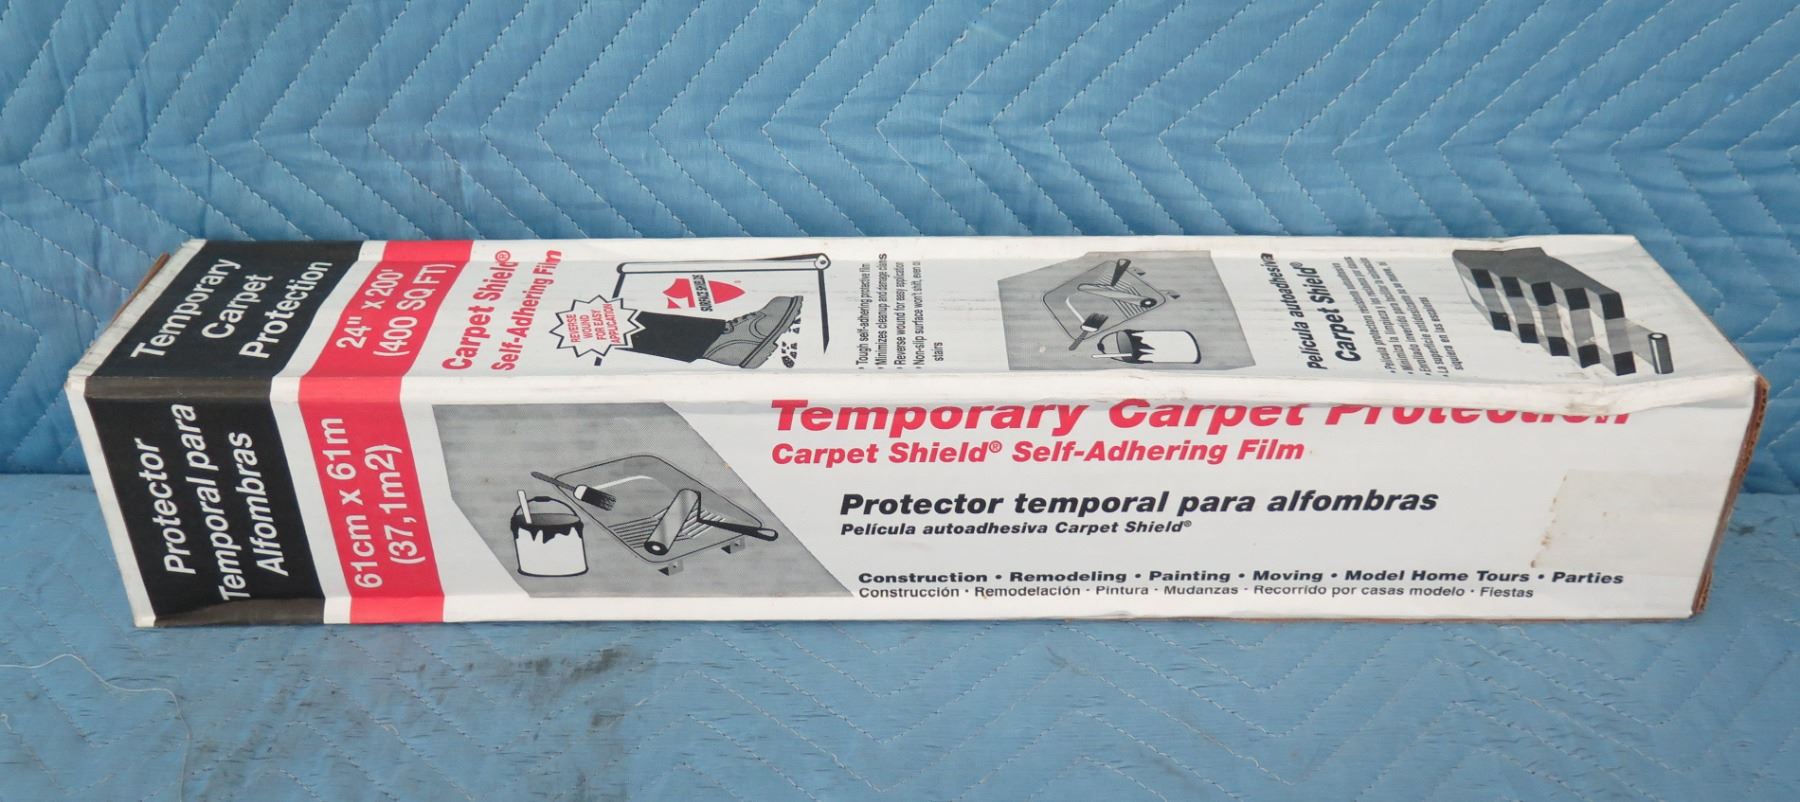 Temporary
Carpet
Protection
24" x 200'
(400 SQ FT)
Carpet Shield®
Self-Adhering Film
REVERSE
WOUND
FOR EASY
APPLICATION
SURFACE SHIELDS
• Tough self-adhering protective film
• Minimizes cleanup and damage claims
• Reverse wound for easy application
• Non-slip surface won't shift, even on
stairs
Película autoadhesiva
Carpet Shield®
Protector
Temporal para
Alfombras
61cm x 61m
(37,1m2)
Temporary Carpet Protection
Carpet Shield® Self-Adhering Film
Protector temporal para alfombras
Película autoadhesiva Carpet Shield®
Construction • Remodeling • Painting • Moving • Model Home Tours • Parties
Construcción • Remodelación • Pintura • Mudanzas • Recorrido por casas modelo • Fiestas